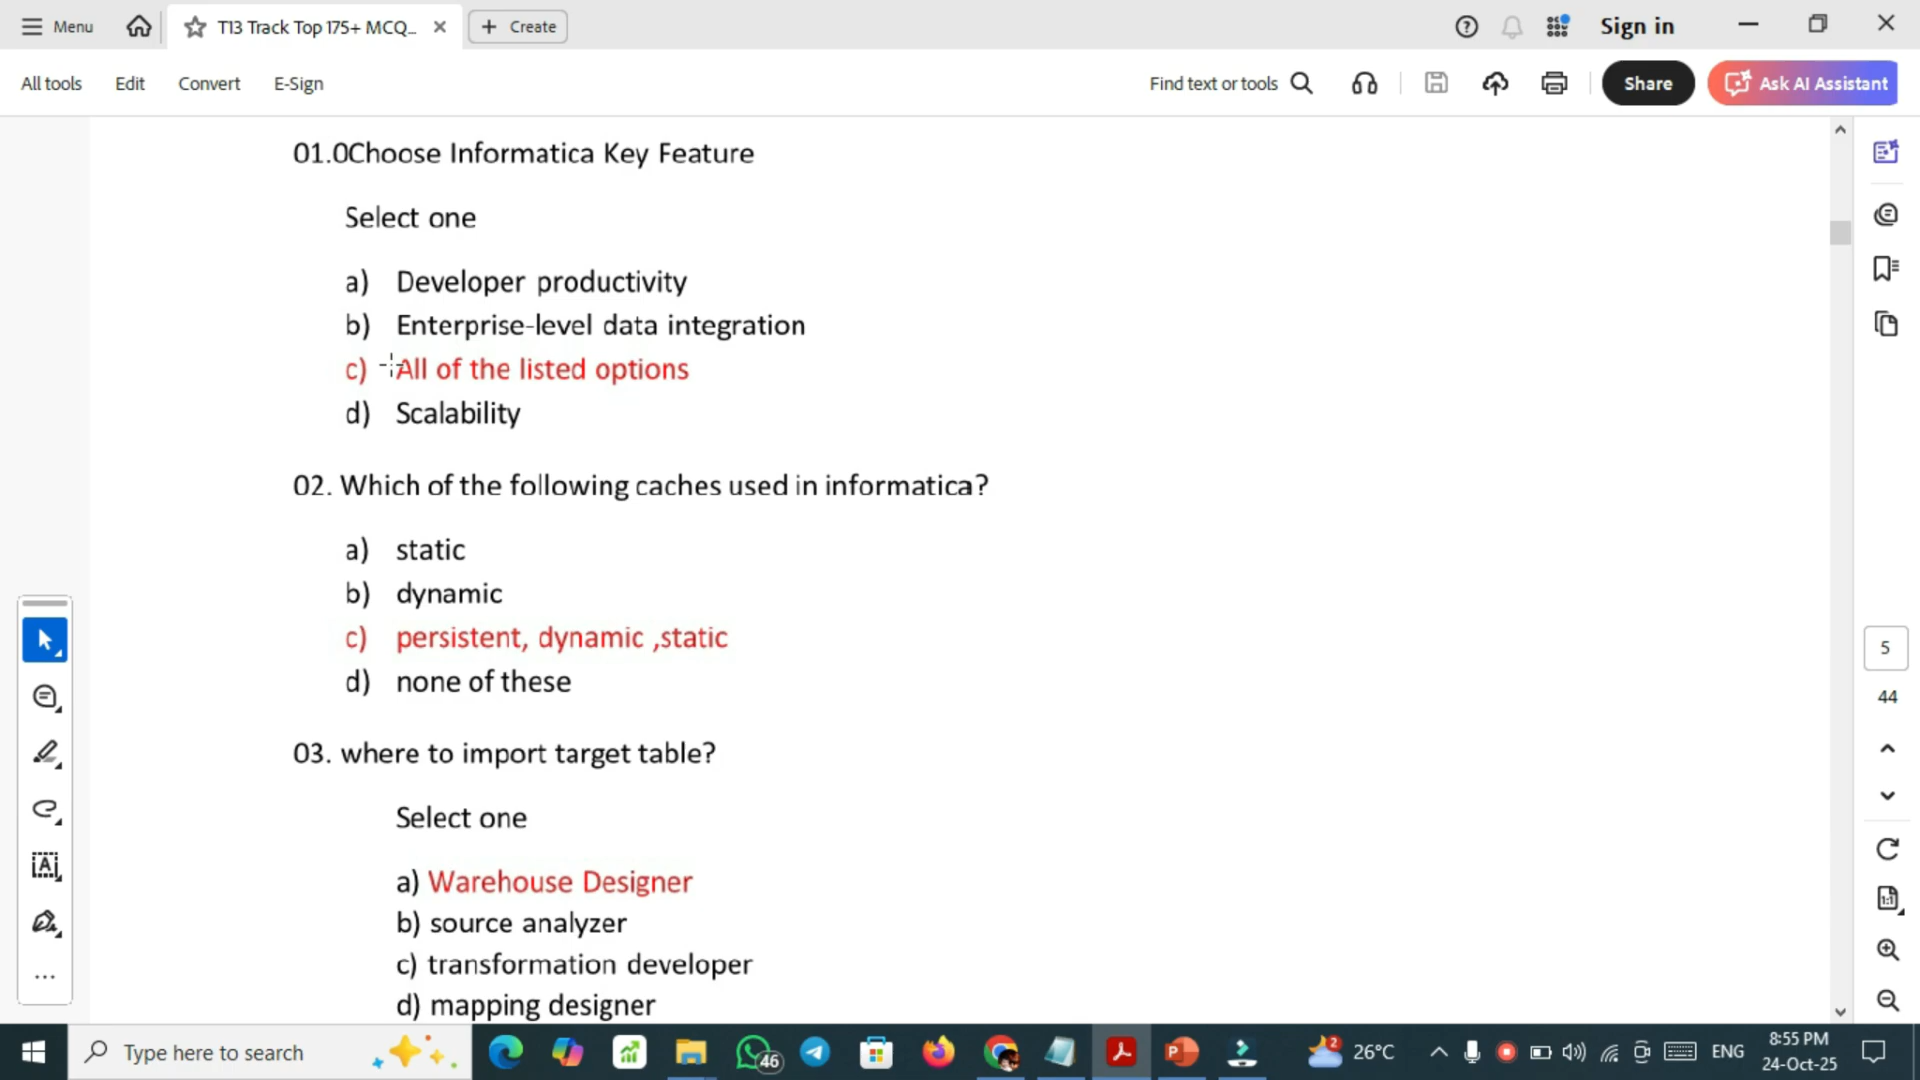 Menu
T13 Track Top 175+ MCQ...
Create
Sign in
All tools
Edit
Convert
E-Sign
Find text or tools
Share
Ask AI Assistant
01.0Choose Informatica Key Feature
Select one
a) Developer productivity
b) Enterprise-level data integration
c) All of the listed options
d) Scalability
02. Which of the following caches used in informatica?
a) static
b) dynamic
c) persistent, dynamic ,static
d) none of these
03. where to import target table?
Select one
a) Warehouse Designer
b) source analyzer
c) transformation developer
d) mapping designer
5
44
Type here to search
46
2
26°C
ENG
8:55 PM
24-Oct-25